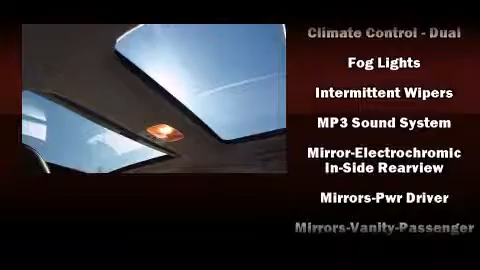 Climate Control - Dual
Fog Lights
Intermittent Wipers
MP3 Sound System
Mirror-Electrochromic
In-Side Rearview
Mirrors-Pwr Driver
Mirrors-Vanity-Passenger